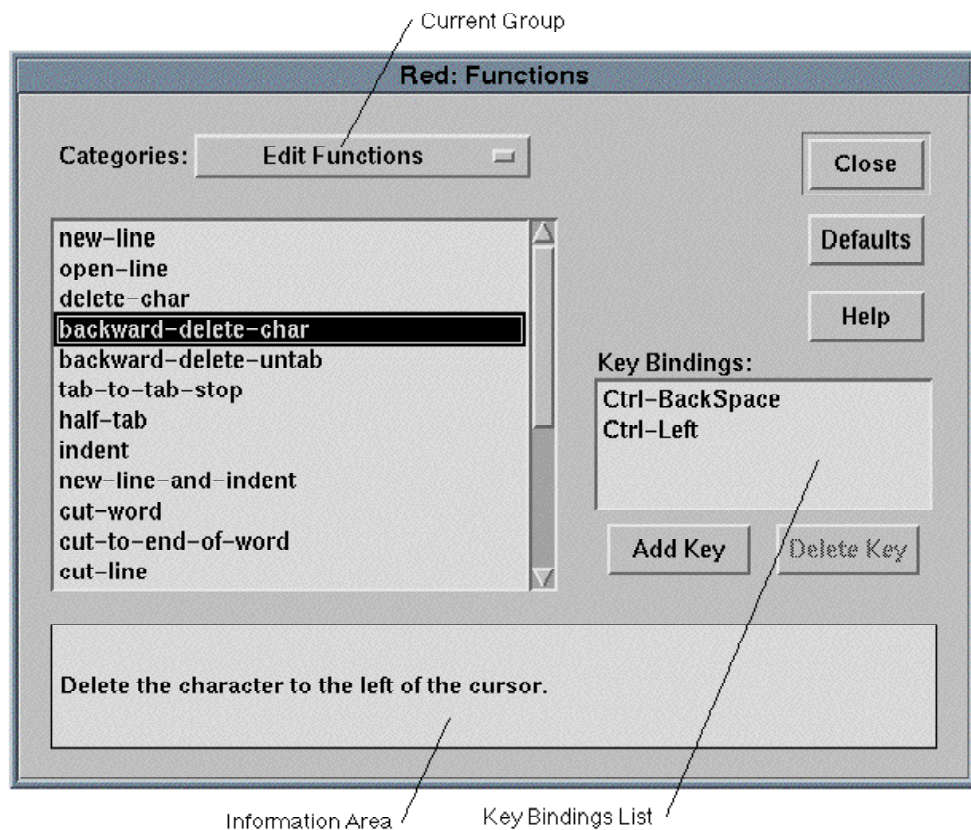 Current Group
Red: Functions
Categories: Edit Functions
Close
new-line
open-line
delete-char
backward-delete-char
backward-delete-untab
tab-to-tab-stop
half-tab
indent
new-line-and-indent
cut-word
cut-to-end-of-word
cut-line
Defaults
Help
Key Bindings:
Ctrl-BackSpace
Ctrl-Left
Add Key
Delete Key
Delete the character to the left of the cursor.
Information Area
Key Bindings List